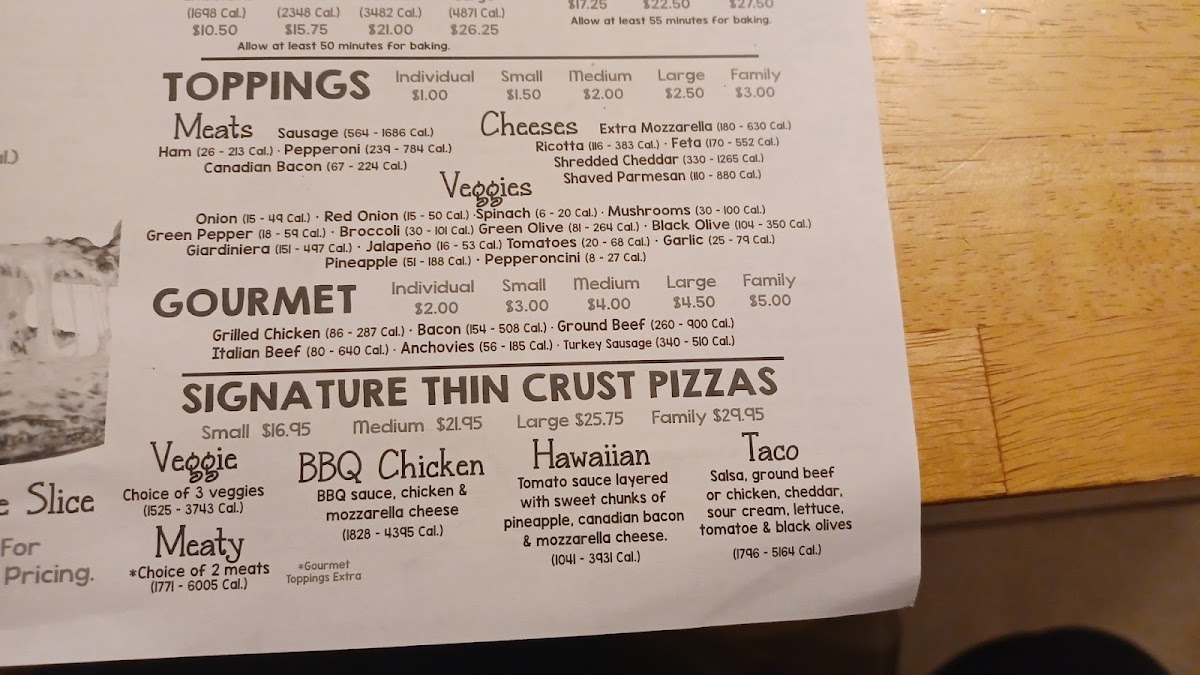 (1698 Cal.) (2348 Cal.) (3482 Cal.) (4871 Cal.)
$10.50 $15.75 $21.00 $26.25
Allow at least 50 minutes for baking.
$17.25 $22.50 $27.50
Allow at least 55 minutes for baking.
TOPPINGS Individual Small Medium Large Family
$1.00 $1.50 $2.00 $2.50 $3.00
Meats Sausage (564 - 1686 Cal.)
Ham (26 - 213 Cal.) · Pepperoni (239 - 784 Cal.)
Canadian Bacon (67 - 224 Cal.)
Cheeses Extra Mozzarella (180 - 630 Cal.)
Ricotta (116 - 383 Cal.) · Feta (170 - 552 Cal.)
Shredded Cheddar (330 - 1265 Cal.)
Shaved Parmesan (110 - 880 Cal.)
Veggies
Onion (15 - 49 Cal.) · Red Onion (15 - 50 Cal.) · Spinach (6 - 20 Cal.) · Mushrooms (30 - 100 Cal.)
Green Pepper (18 - 59 Cal.) · Broccoli (30 - 101 Cal.) Green Olive (81 - 264 Cal.) · Black Olive (104 - 350 Cal.)
Giardiniera (151 - 497 Cal.) · Jalapeño (16 - 53 Cal.) Tomatoes (20 - 68 Cal.) · Garlic (25 - 79 Cal.)
Pineapple (51 - 188 Cal.) · Pepperoncini (8 - 27 Cal.)
GOURMET Individual Small Medium Large Family
$2.00 $3.00 $4.00 $4.50 $5.00
Grilled Chicken (86 - 287 Cal.) · Bacon (154 - 508 Cal.) · Ground Beef (260 - 900 Cal.)
Italian Beef (80 - 640 Cal.) · Anchovies (56 - 185 Cal.) · Turkey Sausage (340 - 510 Cal.)
SIGNATURE THIN CRUST PIZZAS
Small $16.95 Medium $21.95 Large $25.75 Family $29.95
Veggie
Choice of 3 veggies
(1525 - 3743 Cal.)
Meaty
*Choice of 2 meats
(1771 - 6005 Cal.)
*Gourmet
Toppings Extra
BBQ Chicken
BBQ sauce, chicken &
mozzarella cheese
(1828 - 4395 Cal.)
Hawaiian
Tomato sauce layered
with sweet chunks of
pineapple, canadian bacon
& mozzarella cheese.
(1041 - 3931 Cal.)
Taco
Salsa, ground beef
or chicken, cheddar,
sour cream, lettuce,
tomatoe & black olives
(1796 - 5164 Cal.)
Slice
For
Pricing.